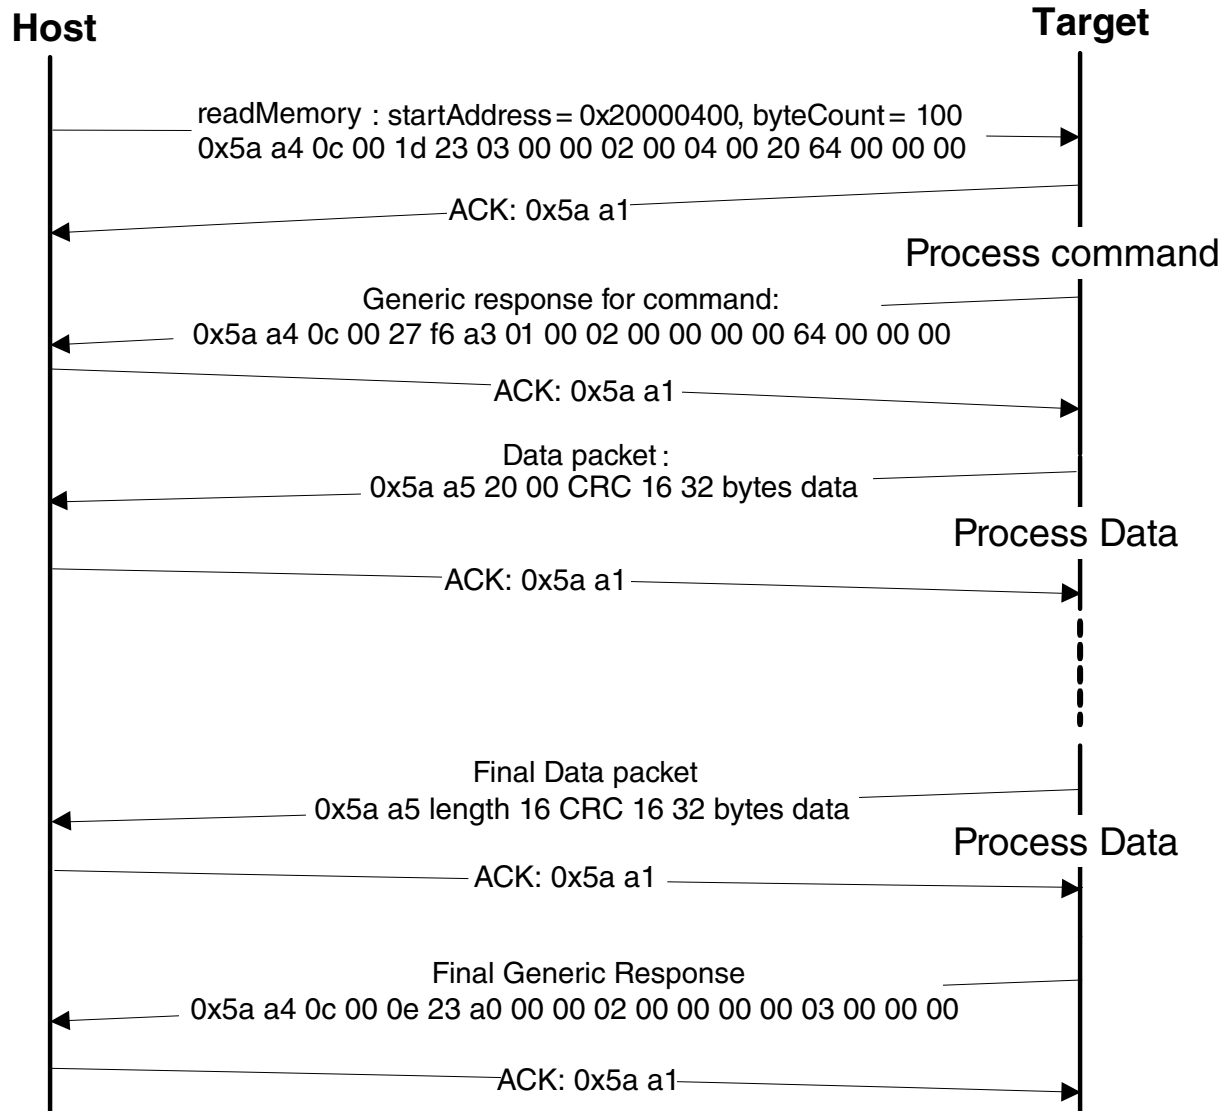 Host
Target
readMemory : startAddress = 0x20000400, byteCount = 100
0x5a a4 0c 00 1d 23 03 00 00 02 00 04 00 20 64 00 00 00
ACK: 0x5a a1
Process command
Generic response for command:
0x5a a4 0c 00 27 f6 a3 01 00 02 00 00 00 00 64 00 00 00
ACK: 0x5a a1
Data packet :
0x5a a5 20 00 CRC 16 32 bytes data
Process Data
ACK: 0x5a a1
Final Data packet
0x5a a5 length 16 CRC 16 32 bytes data
Process Data
ACK: 0x5a a1
Final Generic Response
0x5a a4 0c 00 0e 23 a0 00 00 02 00 00 00 00 03 00 00 00
ACK: 0x5a a1